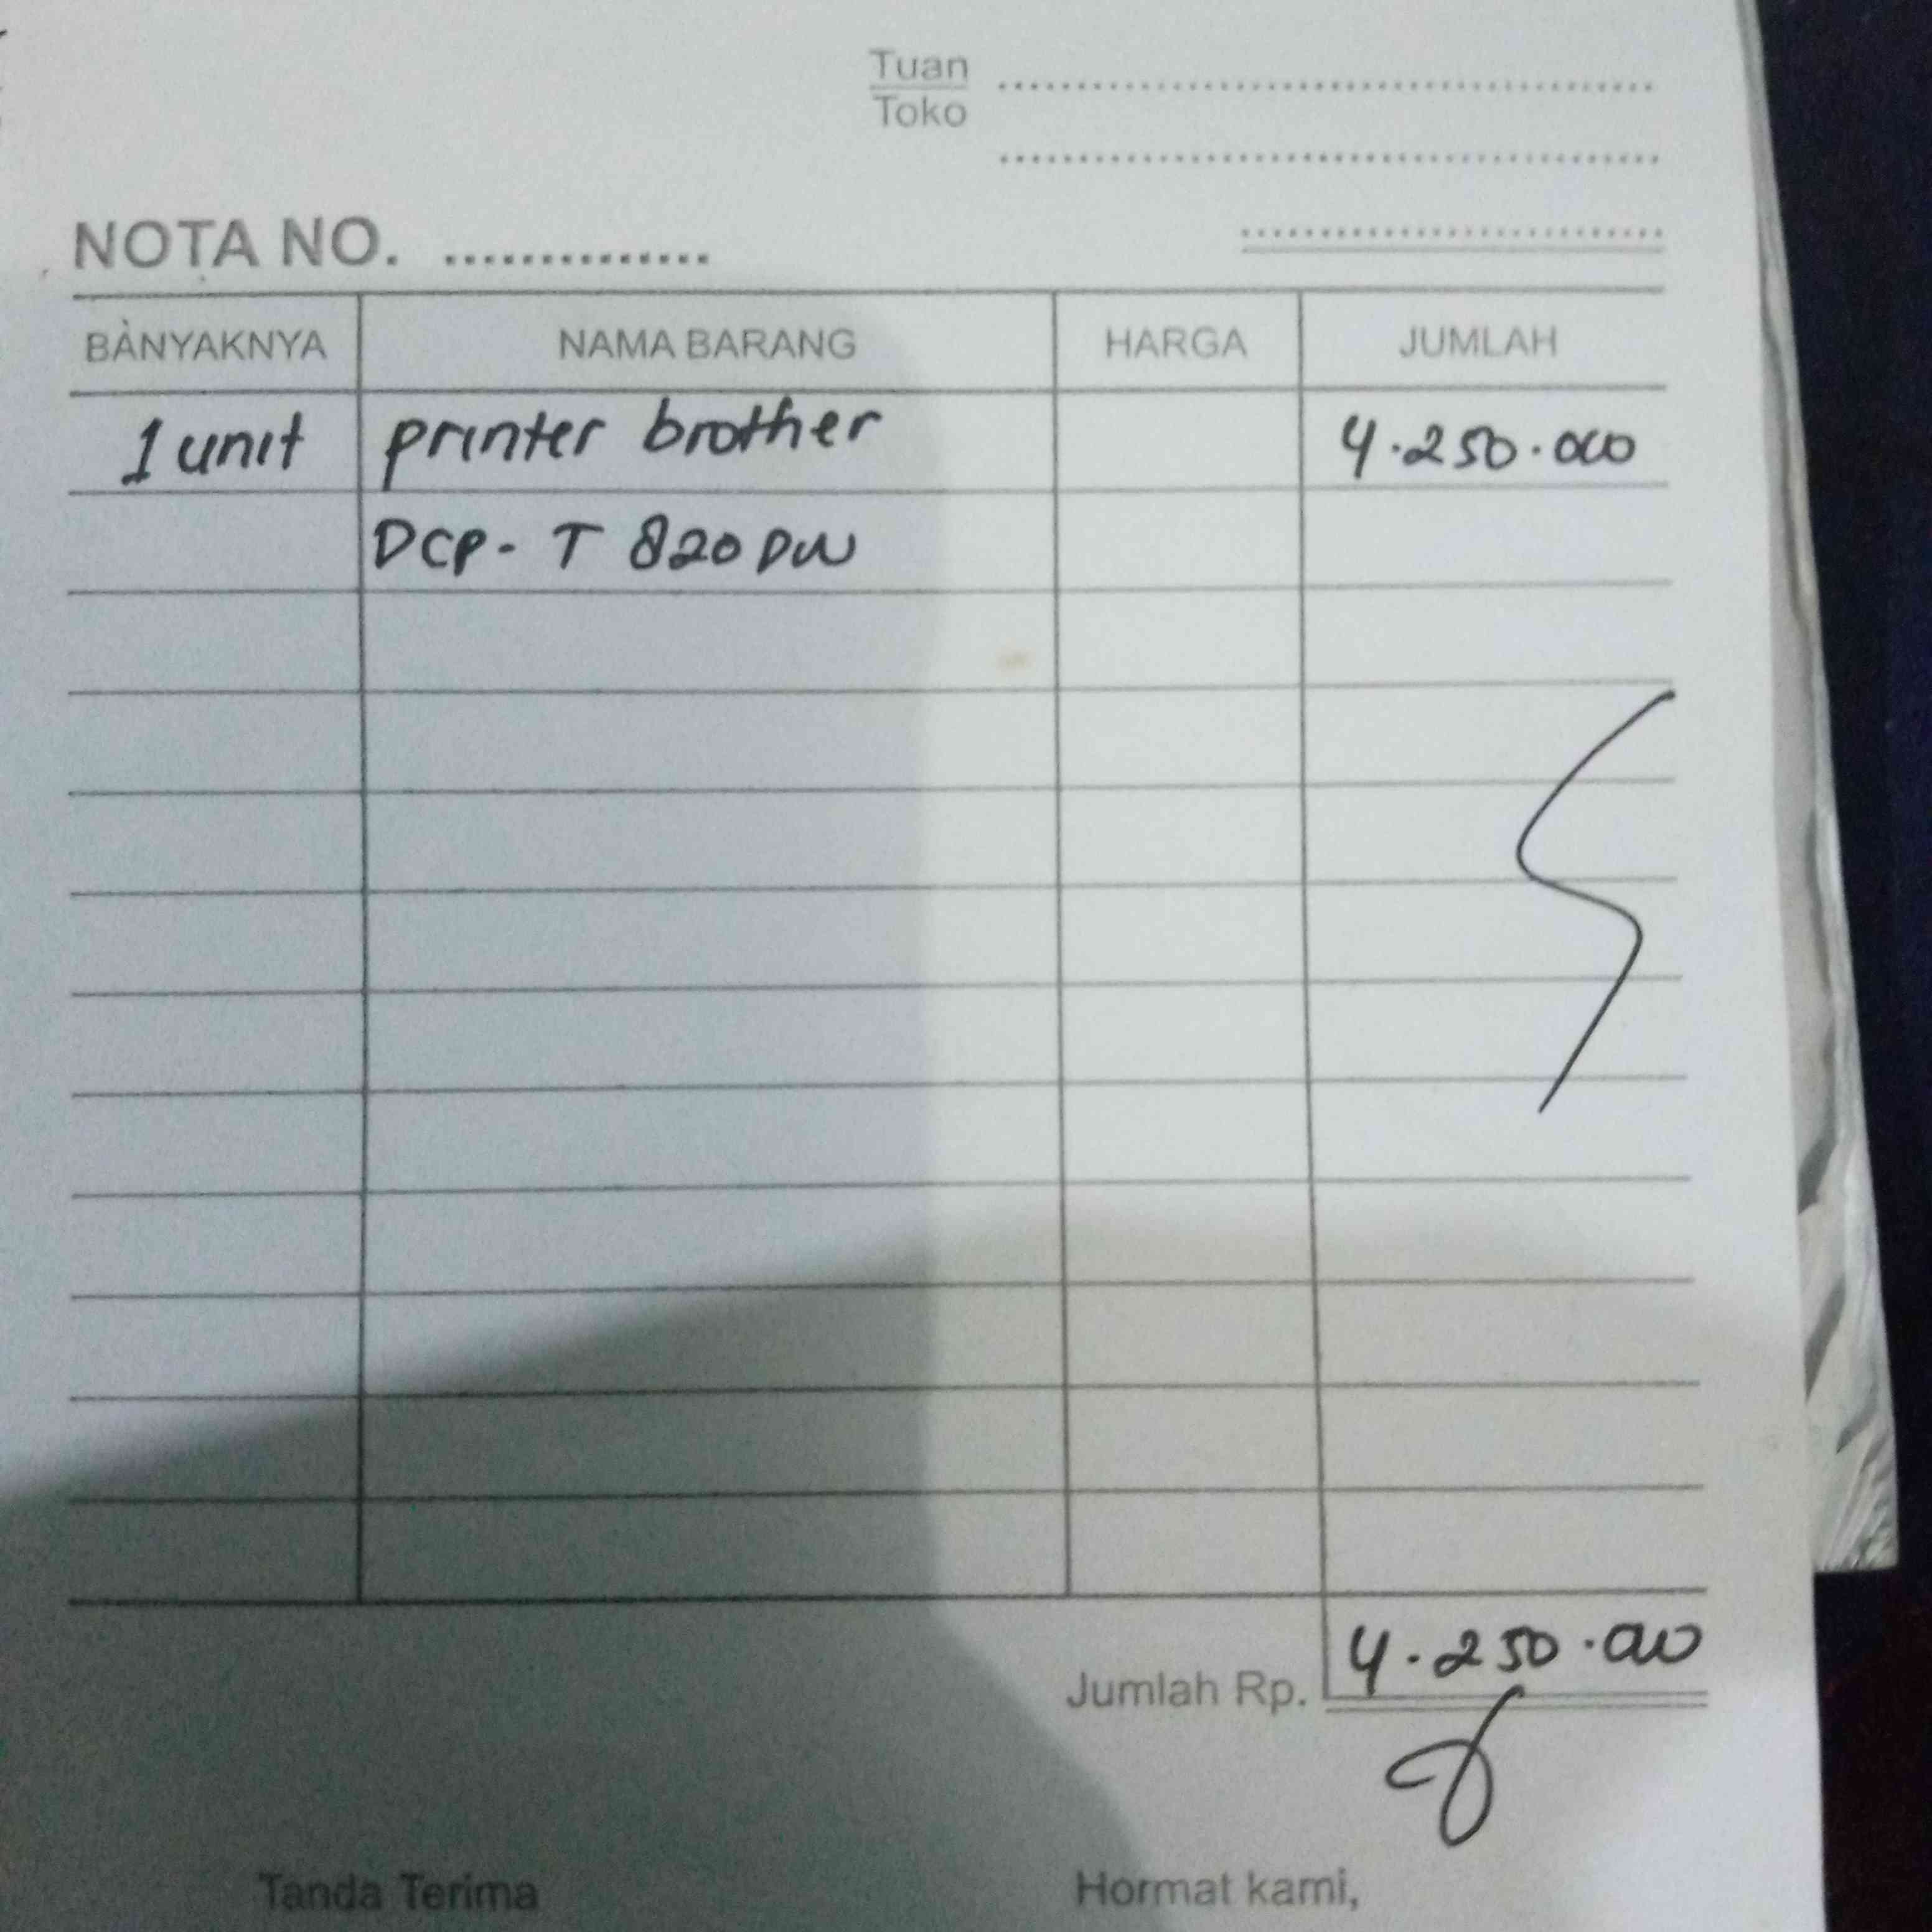 Tuan
Toko
NOTA NO. ..............
BANYAKNYA NAMA BARANG HARGA JUMLAH
1 unit printer brother 4.250.000
DCP- T 820 DW
Jumlah Rp. 4.250.000
Tanda Terima Hormat kami,